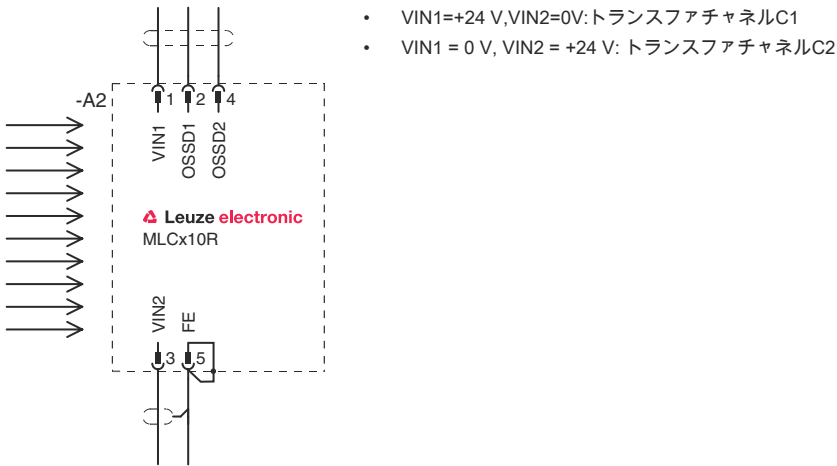 • VIN1=+24 V,VIN2=0V:トランスファチャネルC1
• VIN1 = 0 V, VIN2 = +24 V: トランスファチャネルC2
-A2
1 2 4
VIN1
OSSD1
OSSD2
Leuze electronic
MLCx10R
VIN2
FE
3 5